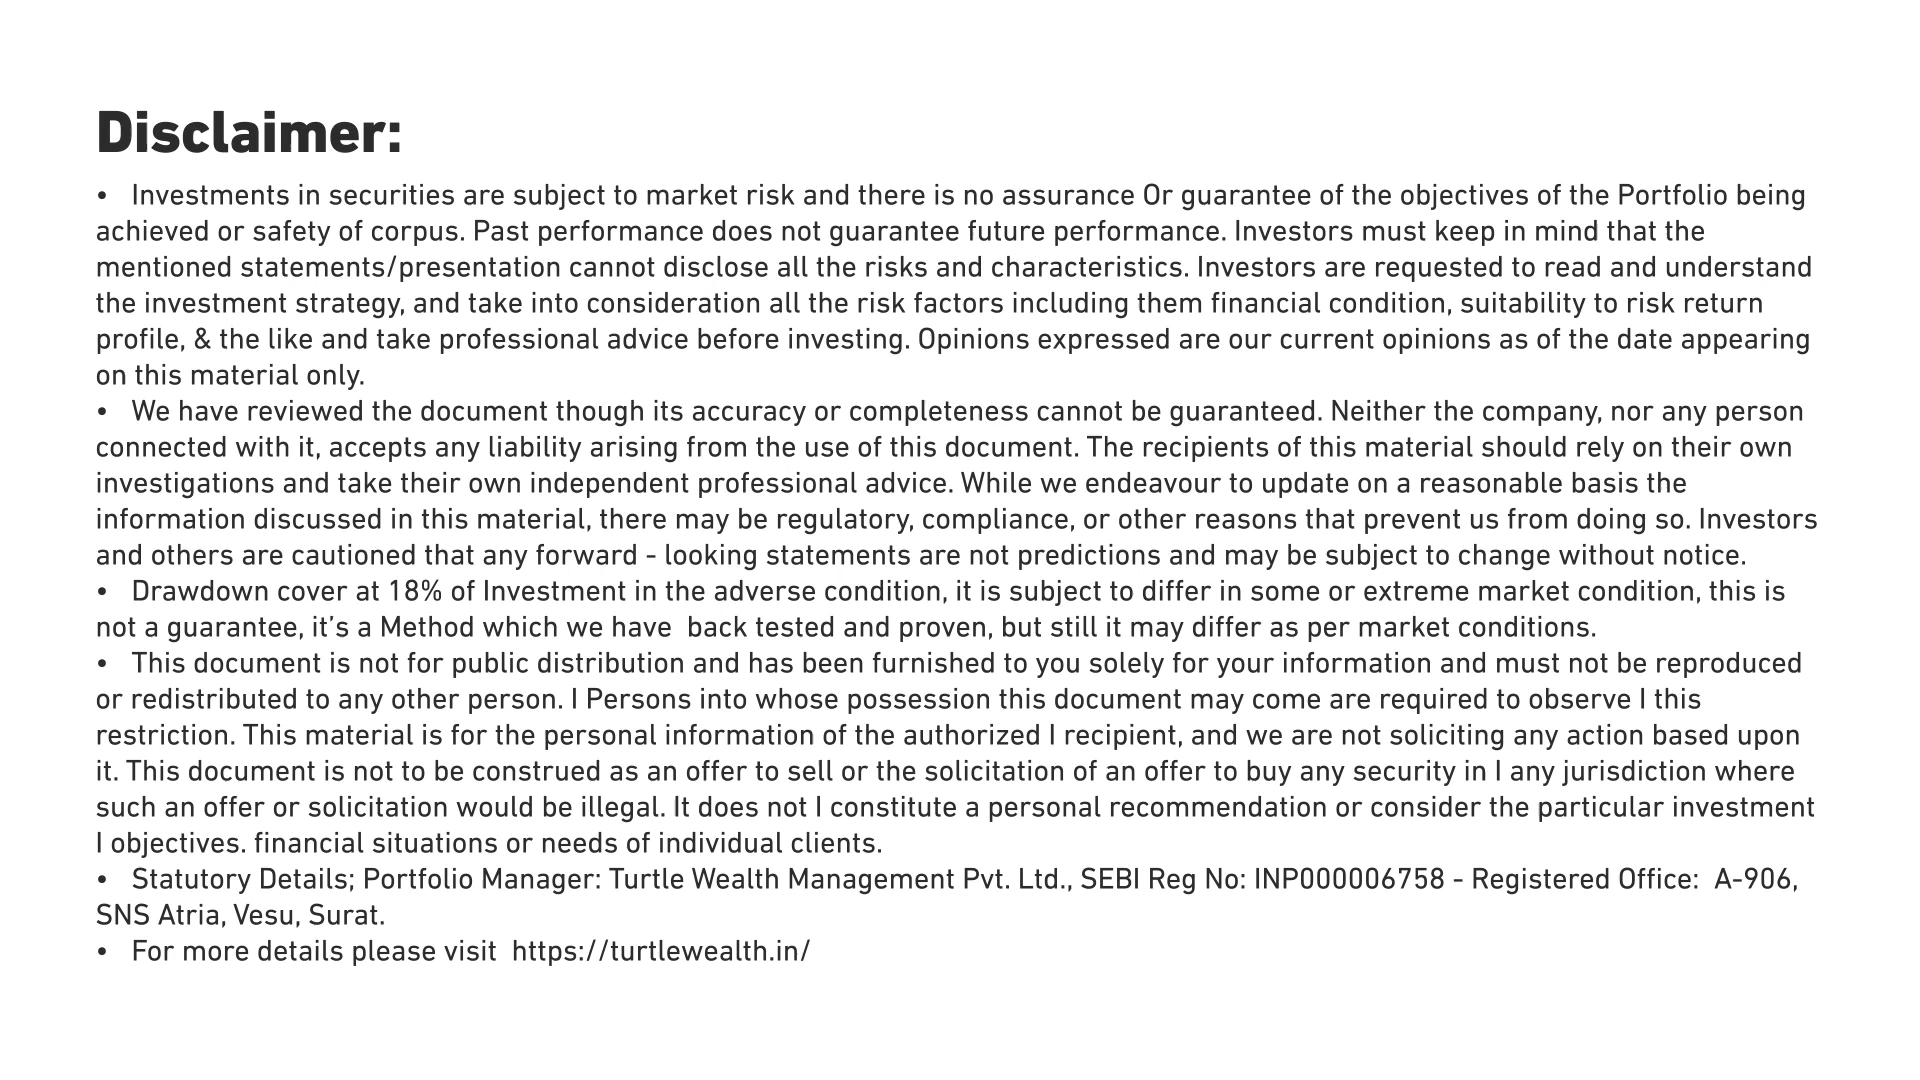 Disclaimer:
• Investments in securities are subject to market risk and there is no assurance Or guarantee of the objectives of the Portfolio being
achieved or safety of corpus. Past performance does not guarantee future performance. Investors must keep in mind that the
mentioned statements/presentation cannot disclose all the risks and characteristics. Investors are requested to read and understand
the investment strategy, and take into consideration all the risk factors including them financial condition, suitability to risk return
profile, & the like and take professional advice before investing. Opinions expressed are our current opinions as of the date appearing
on this material only.
• We have reviewed the document though its accuracy or completeness cannot be guaranteed. Neither the company, nor any person
connected with it, accepts any liability arising from the use of this document. The recipients of this material should rely on their own
investigations and take their own independent professional advice. While we endeavour to update on a reasonable basis the
information discussed in this material, there may be regulatory, compliance, or other reasons that prevent us from doing so. Investors
and others are cautioned that any forward - looking statements are not predictions and may be subject to change without notice.
• Drawdown cover at 18% of Investment in the adverse condition, it is subject to differ in some or extreme market condition, this is
not a guarantee, it’s a Method which we have  back tested and proven, but still it may differ as per market conditions.
• This document is not for public distribution and has been furnished to you solely for your information and must not be reproduced
or redistributed to any other person. I Persons into whose possession this document may come are required to observe I this
restriction. This material is for the personal information of the authorized I recipient, and we are not soliciting any action based upon
it. This document is not to be construed as an offer to sell or the solicitation of an offer to buy any security in I any jurisdiction where
such an offer or solicitation would be illegal. It does not I constitute a personal recommendation or consider the particular investment
I objectives. financial situations or needs of individual clients.
• Statutory Details; Portfolio Manager: Turtle Wealth Management Pvt. Ltd., SEBI Reg No: INP000006758 - Registered Office:  A-906,
SNS Atria, Vesu, Surat.
• For more details please visit  https://turtlewealth.in/